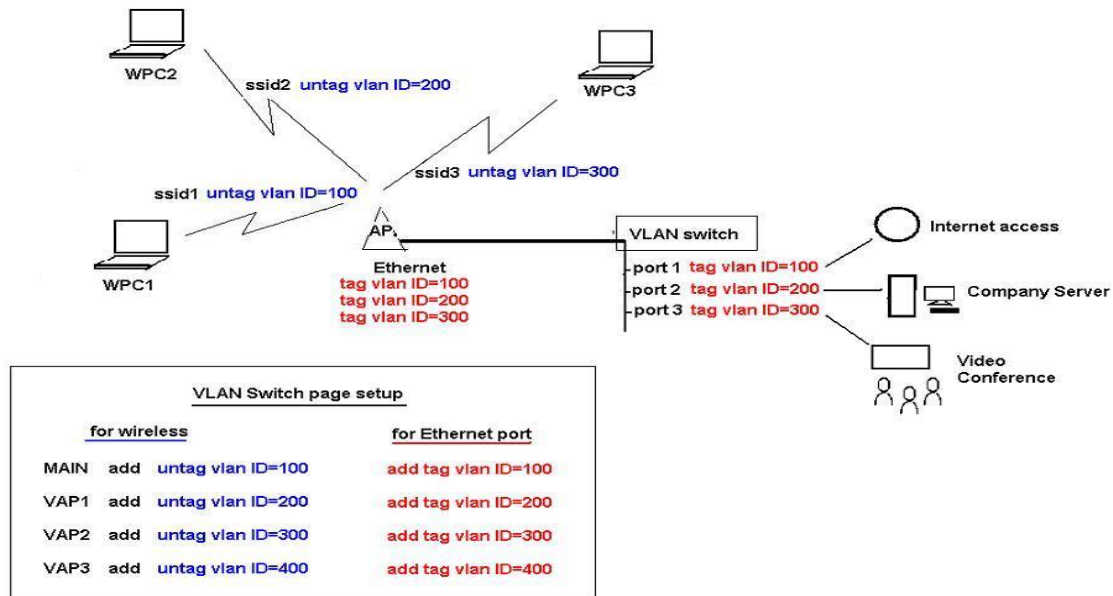 WPC2
WPC3
ssid2 untag vlan ID=200
ssid1 untag vlan ID=100
ssid3 untag vlan ID=300
WPC1
AP
Ethernet
tag vlan ID=100
tag vlan ID=200
tag vlan ID=300
VLAN switch
port 1 tag vlan ID=100
port 2 tag vlan ID=200
port 3 tag vlan ID=300
Internet access
Company Server
Video
Conference
VLAN Switch page setup
for wireless for Ethernet port
MAIN add untag vlan ID=100 add tag vlan ID=100
VAP1 add untag vlan ID=200 add tag vlan ID=200
VAP2 add untag vlan ID=300 add tag vlan ID=300
VAP3 add untag vlan ID=400 add tag vlan ID=400